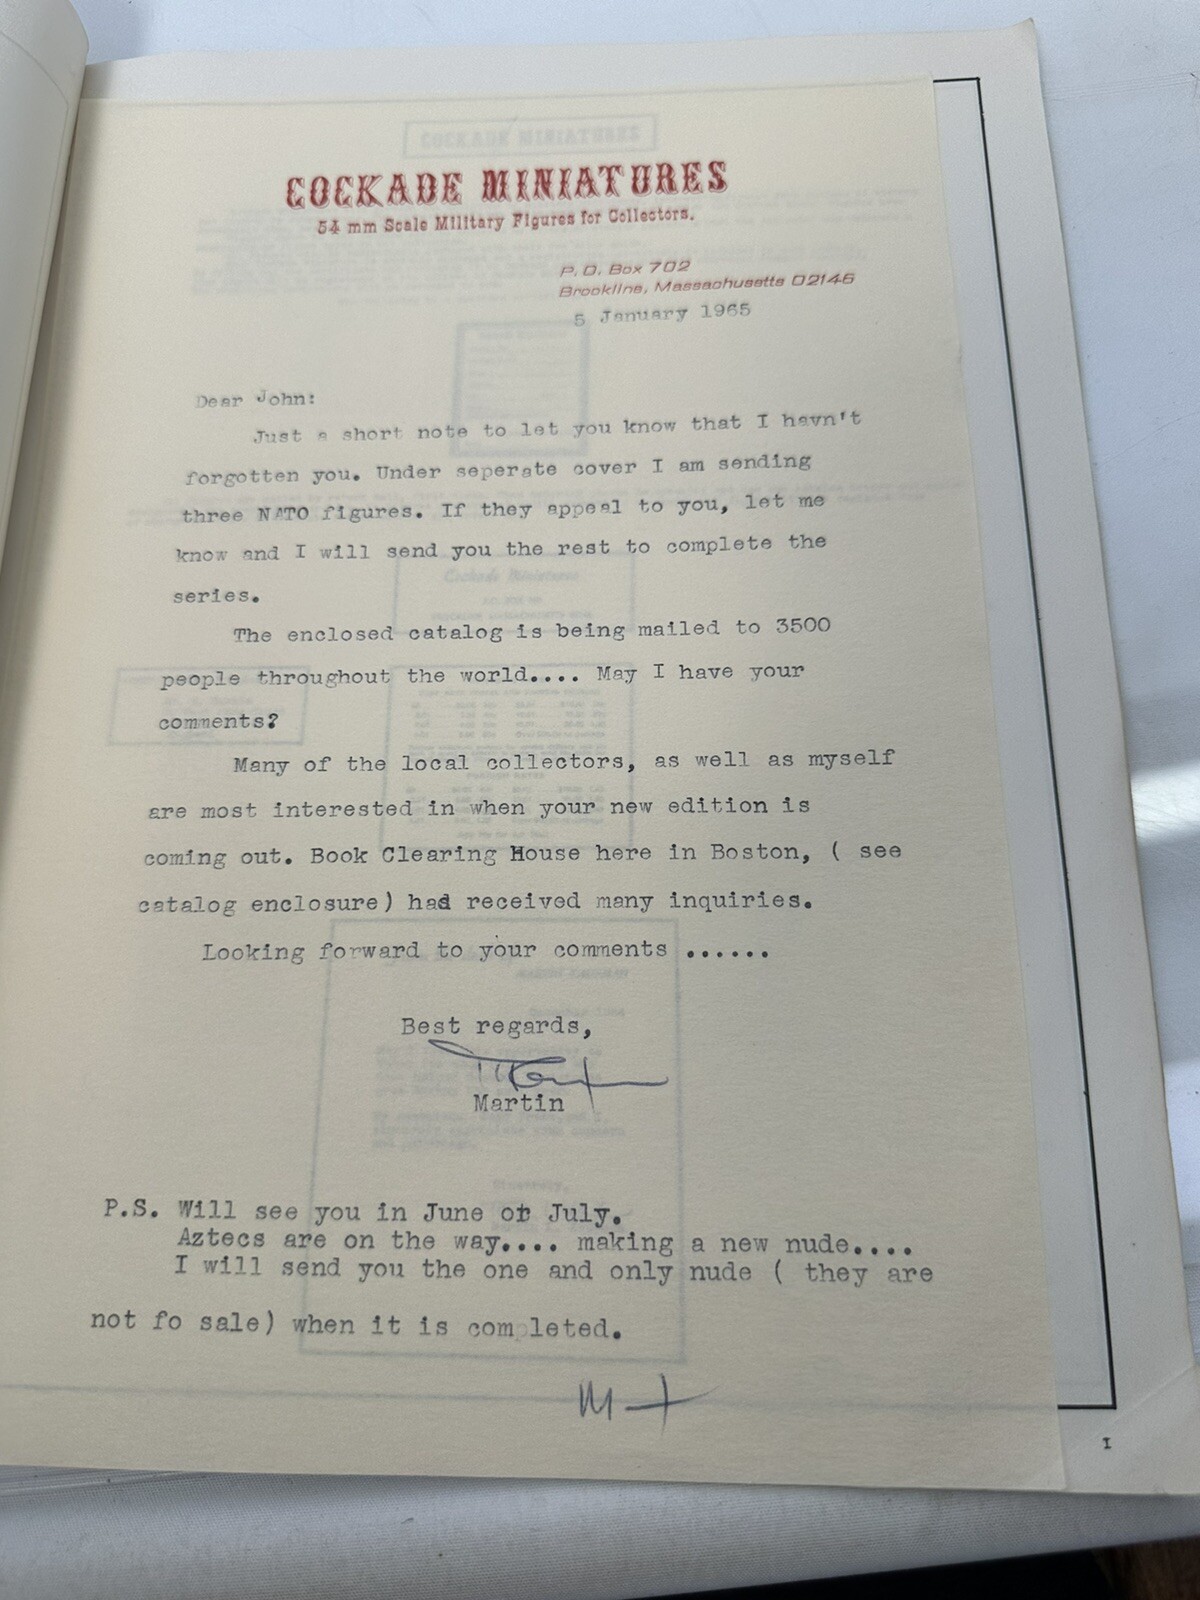 COCKADE MINIATURES
COCKADE MINIATURES
54 mm Scale Military Figures for Collectors.
P. O. Box 702
Brookline, Massachusetts 02146
5 January 1965
Dear John:
Just a short note to let you know that I havn't
forgotten you. Under seperate cover I am sending
three NATO figures. If they appeal to you, let me
know and I will send you the rest to complete the
series.
Cockade Miniatures
The enclosed catalog is being mailed to 3500
people throughout the world.... May I have your
comments?
Many of the local collectors, as well as myself
are most interested in when your new edition is
coming out. Book Clearing House here in Boston, ( see
catalog enclosure) had received many inquiries.
Looking forward to your comments ......
Best regards,
Martin
P.S. Will see you in June or July.
Aztecs are on the way.... making a new nude....
I will send you the one and only nude ( they are
not fo sale) when it is completed.
M
I